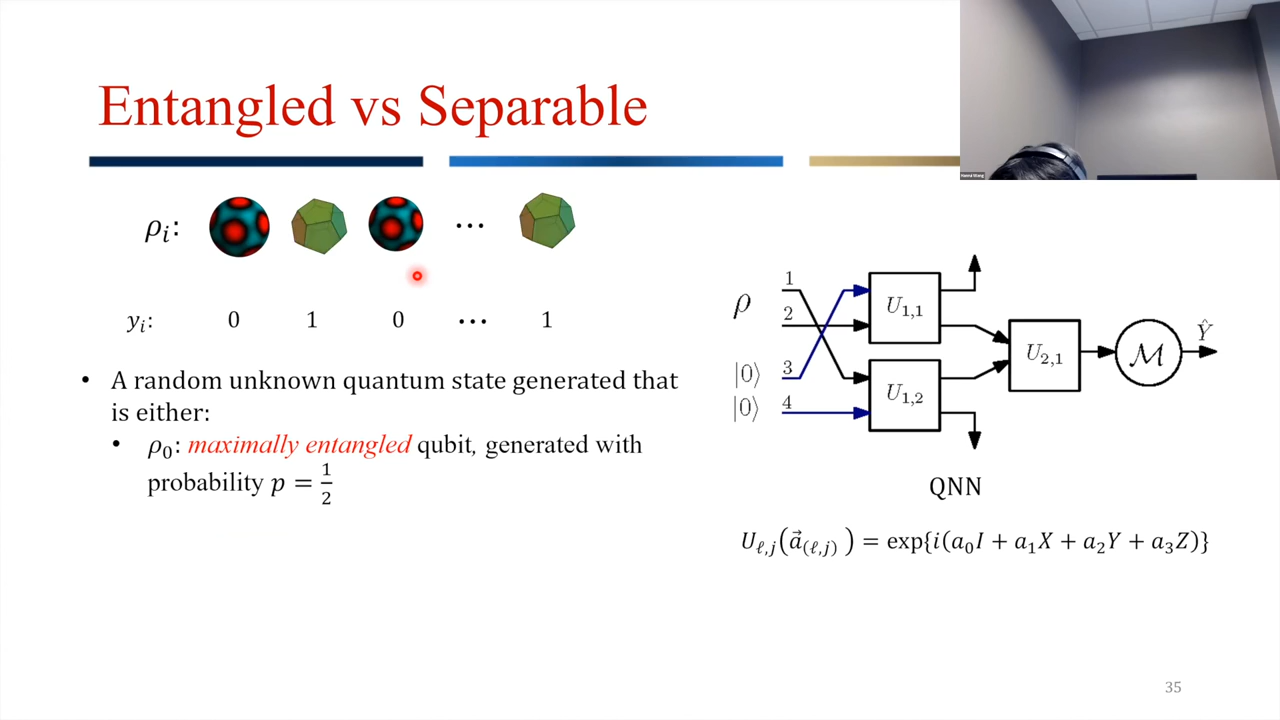 Entangled vs Separable
ρᵢ: ⋯
yᵢ: 0 1 0 ⋯ 1
• A random unknown quantum state generated that
is either:
• ρ₀: maximally entangled qubit, generated with
probability p = 1/2
ρ
1
2
|0⟩ 3
|0⟩ 4
U₁,₁
U₁,₂
U₂,₁
ℳ
Ŷ
QNN
U_{ℓ,j}(a⃗_{(ℓ,j)}) = exp{i(a₀I + a₁X + a₂Y + a₃Z)}
35